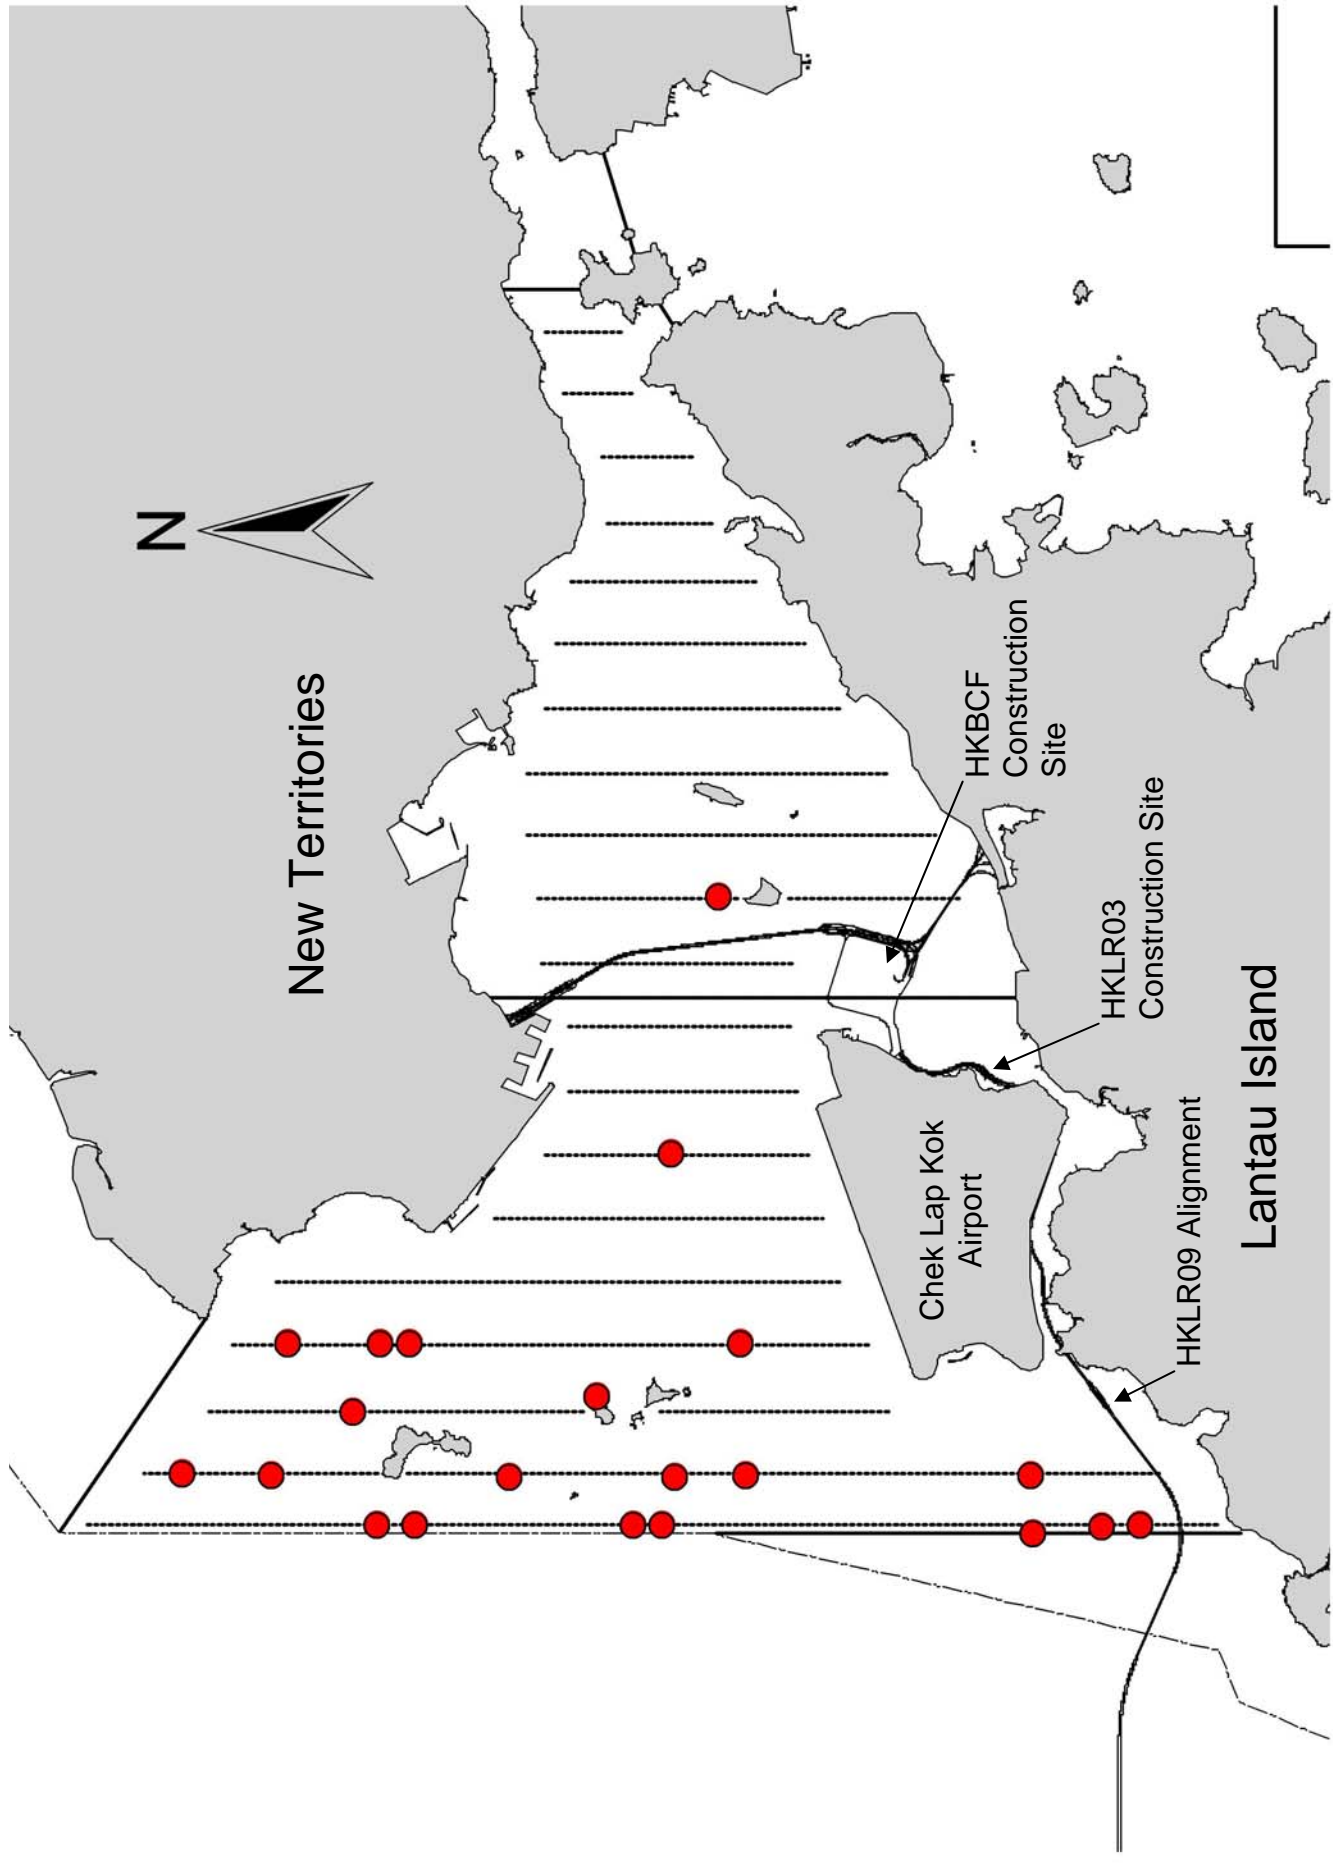 N
New Territories
HKBCF
Construction
Site
HKLR03
Construction Site
Chek Lap Kok
Airport
HKLR09 Alignment
Lantau Island